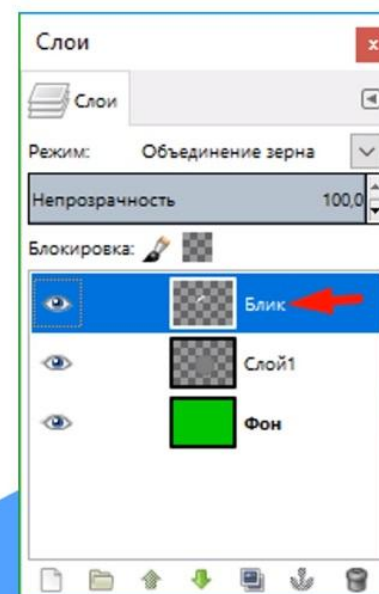 Слои
x
Слои
Режим: Объединение зерна
Непрозрачность 100,0
Блокировка:
Блик
Слой1
Фон